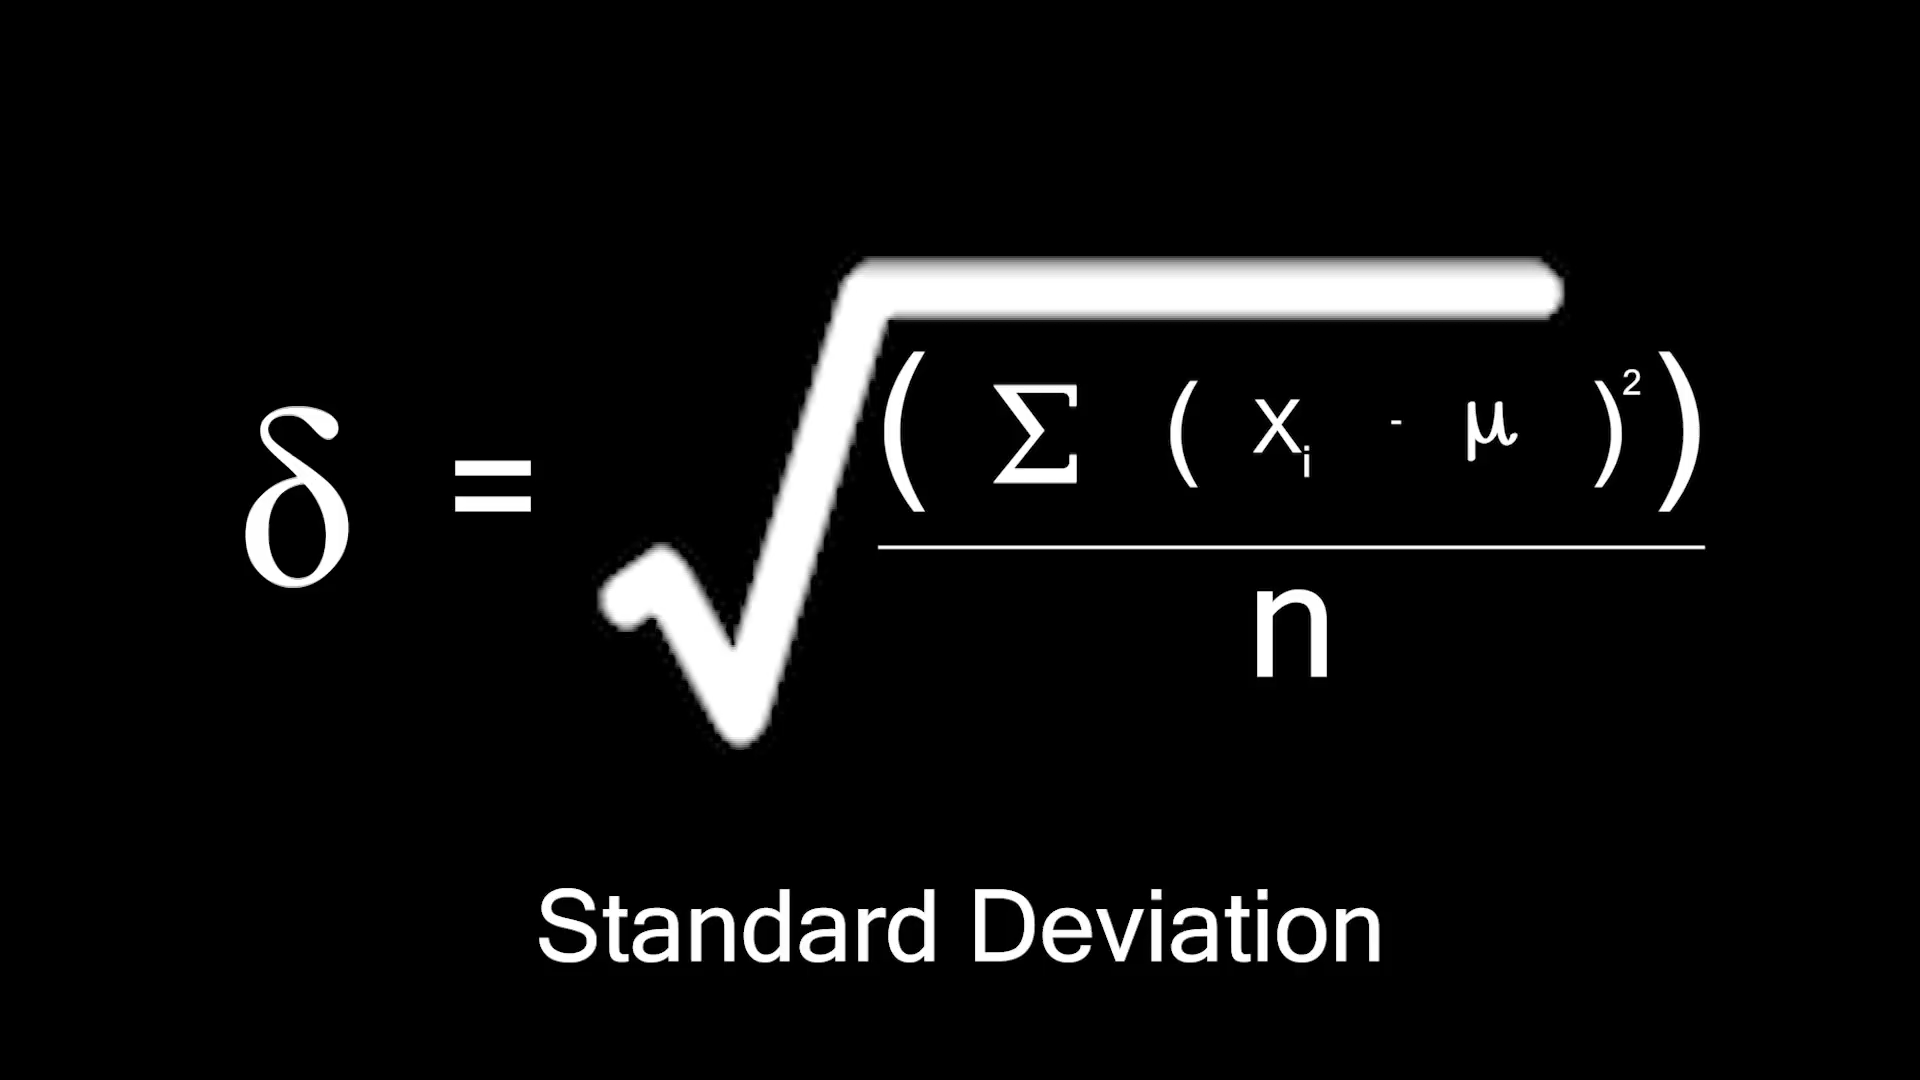 δ = √ ( Σ ( Xᵢ - μ )² )
n
Standard Deviation